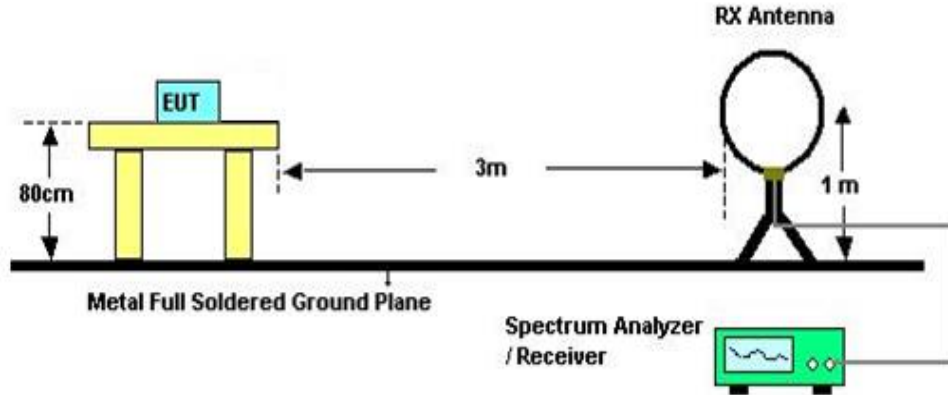 RX Antenna
EUT
80cm
3m
1 m
Metal Full Soldered Ground Plane
Spectrum Analyzer
/ Receiver